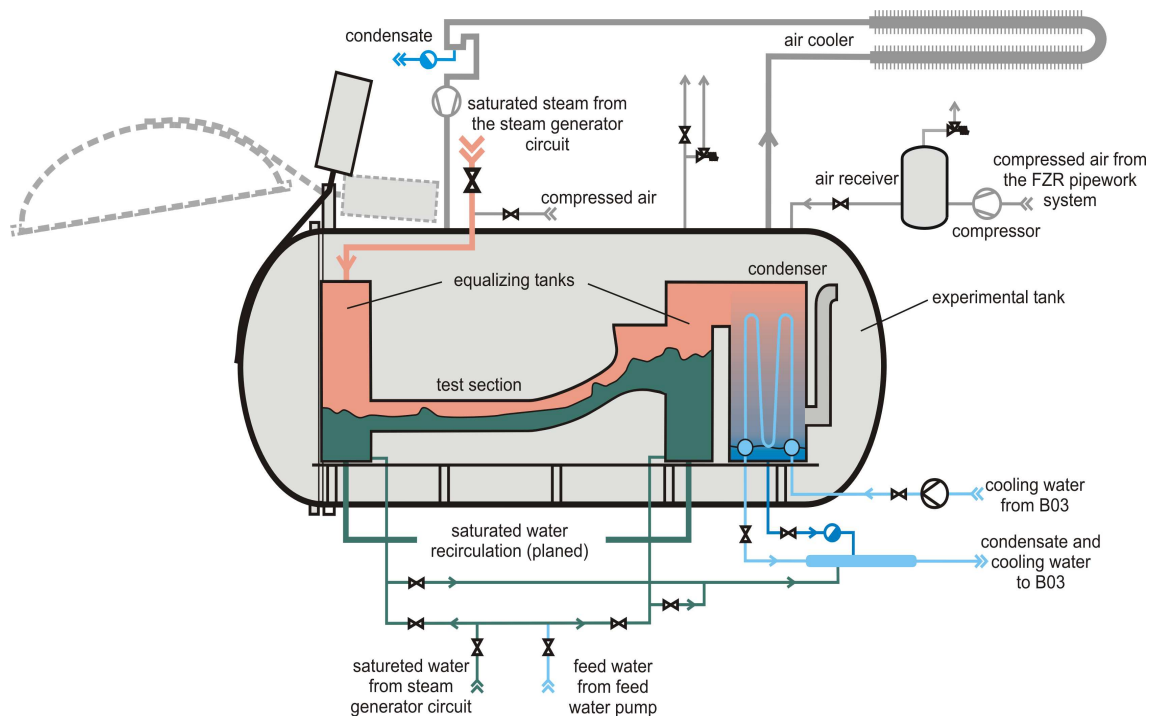 condensate
air cooler
saturated steam from
the steam generator
circuit
compressed air
air receiver
compressed air from
the FZR pipework
system
compressor
condenser
equalizing tanks
experimental tank
test section
cooling water
from B03
saturated water
recirculation (planed)
condensate and
cooling water
to B03
satureted water
from steam
generator circuit
feed water
from feed
water pump